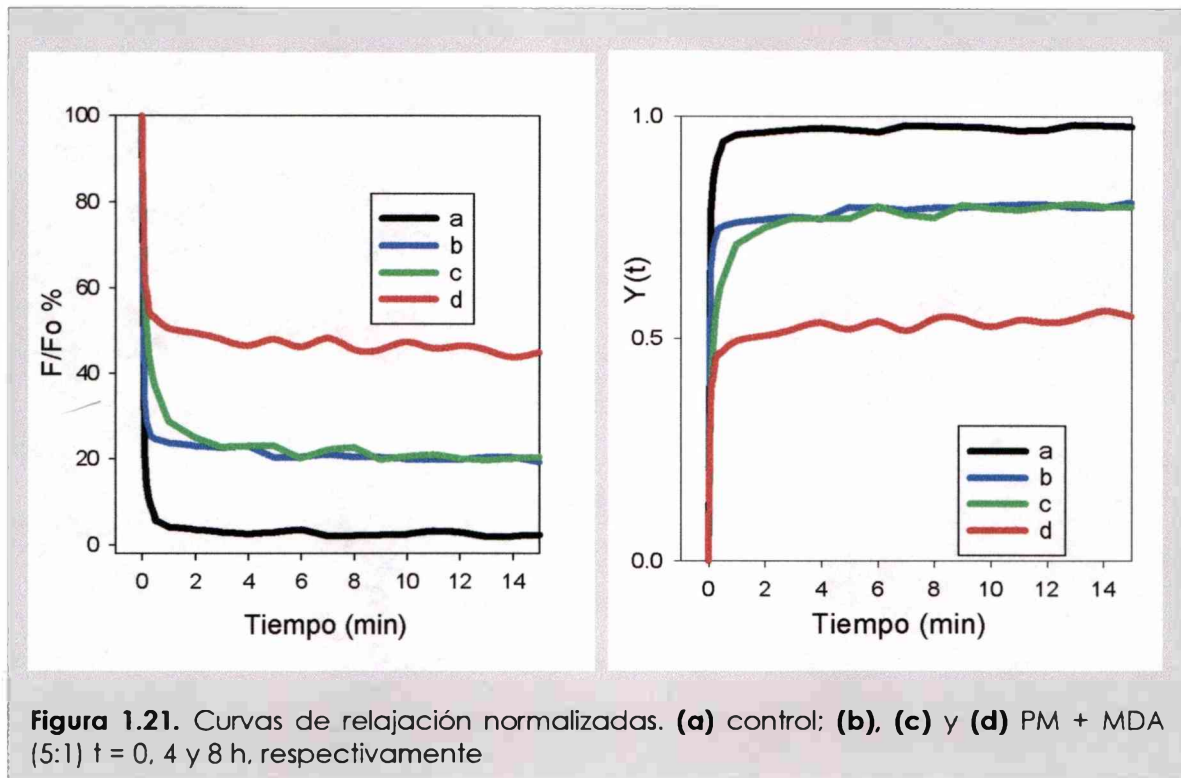 100
80
60
40
20
0
F/Fo %
a
b
c
d
0 2 4 6 8 10 12 14
Tiempo (min)
1.0
0.5
0.0
Y(t)
a
b
c
d
0 2 4 6 8 10 12 14
Tiempo (min)
Figura 1.21. Curvas de relajación normalizadas. (a) control; (b), (c) y (d) PM + MDA
(5:1) t = 0, 4 y 8 h, respectivamente